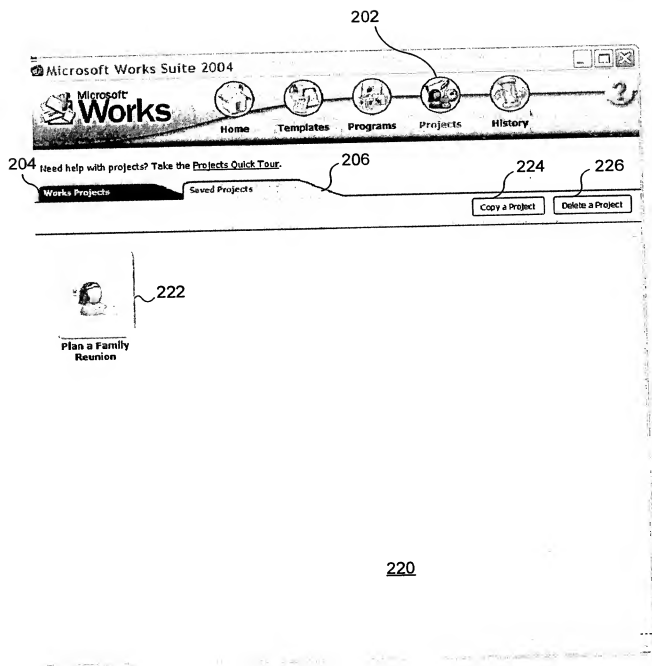 202
Microsoft Works Suite 2004
Microsoft
Works
Home Templates Programs Projects History
204 Need help with projects? Take the Projects Quick Tour. 206 224 226
Works Projects Saved Projects
Copy a Project Delete a Project
222
Plan a Family
Reunion
220